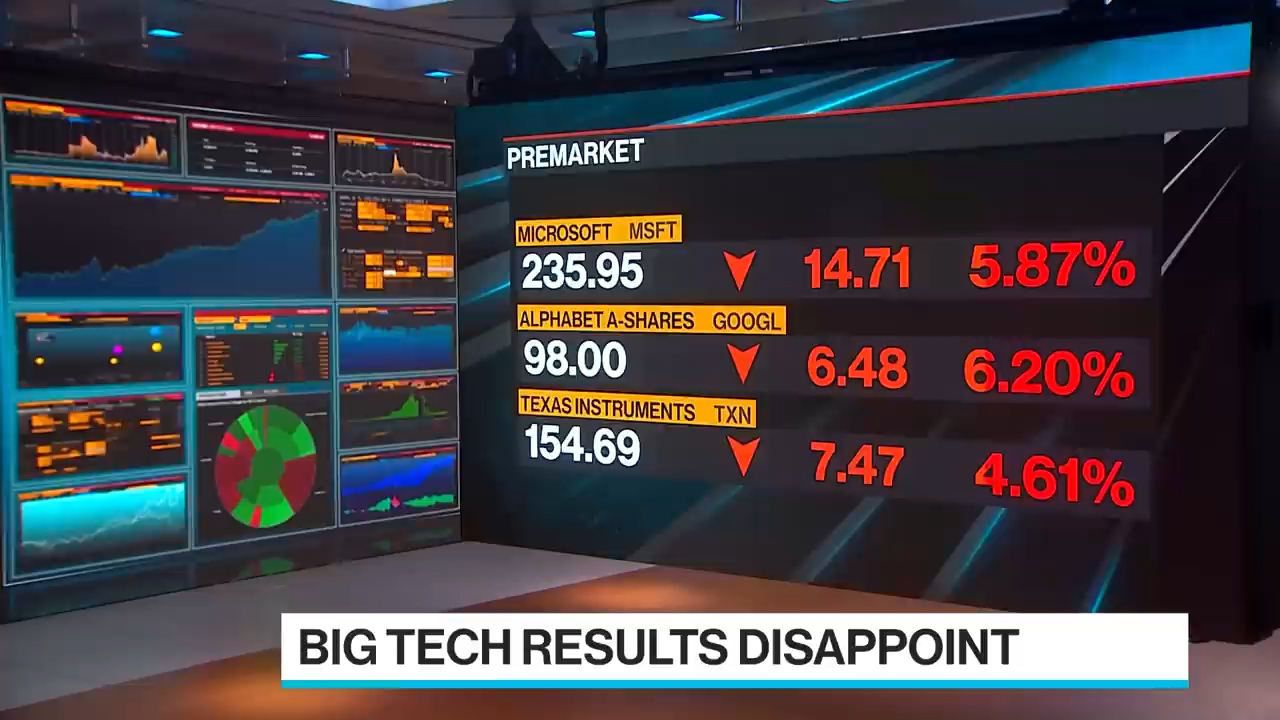 PREMARKET
MICROSOFT MSFT
235.95 14.71 5.87%
ALPHABET A-SHARES GOOGL
98.00 6.48 6.20%
TEXAS INSTRUMENTS TXN
154.69 7.47 4.61%
BIG TECH RESULTS DISAPPOINT